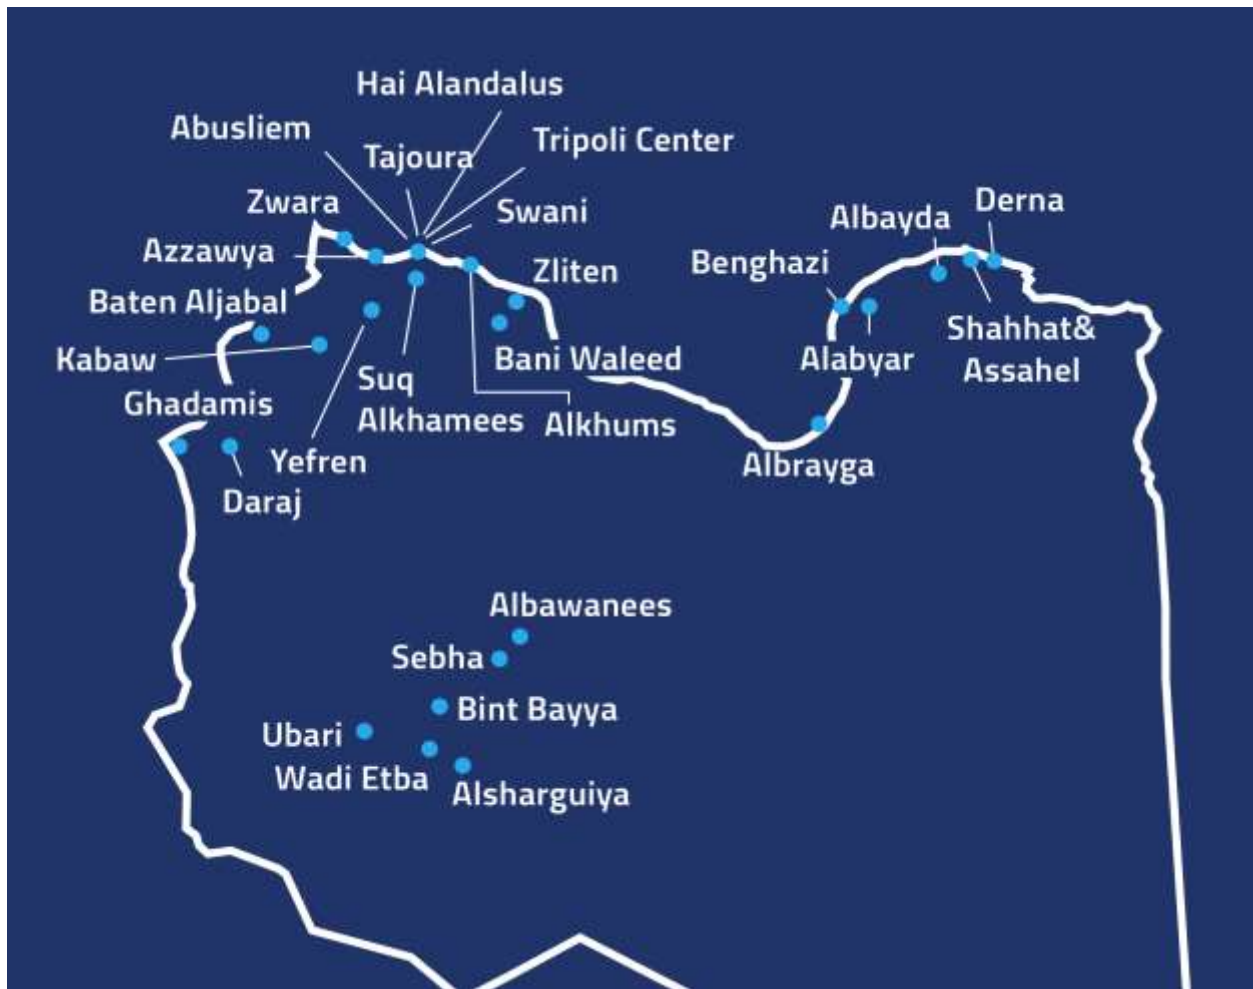 Hai Alandalus
Abusliem
Tripoli Center
Tajoura
Zwara
Swani
Albayda
Derna
Azzawya
Zliten
Benghazi
Baten Aljabal
Shahhat&
Assahel
Kabaw
Bani Waleed
Alabyar
Suq
Alkhamees
Ghadamis
Alkhums
Yefren
Albrayga
Daraj
Albawanees
Sebha
Bint Bayya
Ubari
Wadi Etba
Alsharguiya